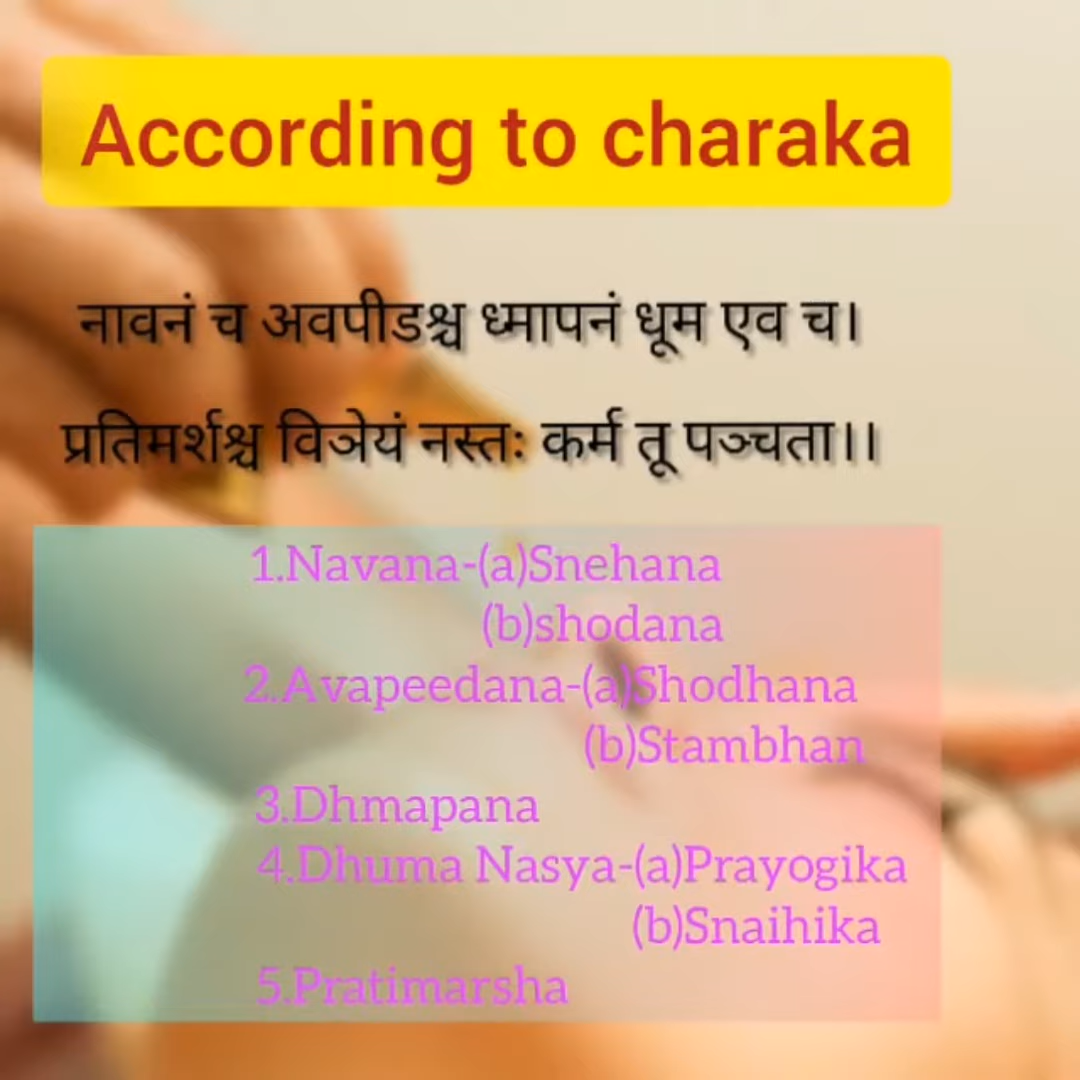 According to charaka
नावनं च अवपीडश्च ध्मापनं धूम एव च।
प्रतिमर्शश्च विञेयं नस्तः कर्म तू पञ्चता।।
1.Navana-(a)Snehana
(b)shodana
2.Avapeedana-(a)Shodhana
(b)Stambhan
3.Dhmapana
4.Dhuma Nasya-(a)Prayogika
(b)Snaihika
5.Pratimarsha